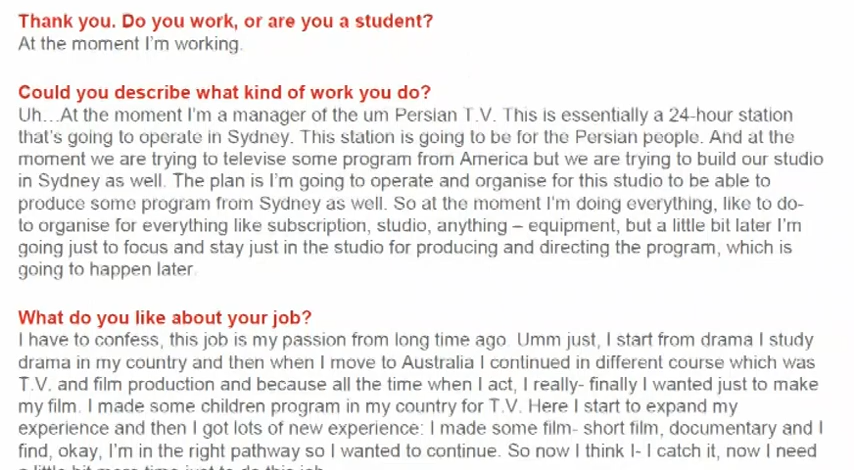 Thank you. Do you work, or are you a student?
At the moment I'm working.
Could you describe what kind of work you do?
Uh…At the moment I'm a manager of the um Persian T.V. This is essentially a 24-hour station
that's going to operate in Sydney. This station is going to be for the Persian people. And at the
moment we are trying to televise some program from America but we are trying to build our studio
in Sydney as well. The plan is I'm going to operate and organise for this studio to be able to
produce some program from Sydney as well. So at the moment I'm doing everything, like to do-
to organise for everything like subscription, studio, anything – equipment, but a little bit later I'm
going just to focus and stay just in the studio for producing and directing the program, which is
going to happen later.
What do you like about your job?
I have to confess, this job is my passion from long time ago. Umm just, I start from drama I study
drama in my country and then when I move to Australia I continued in different course which was
T.V. and film production and because all the time when I act, I really- finally I wanted just to make
my film. I made some children program in my country for T.V. Here I start to expand my
experience and then I got lots of new experience: I made some film- short film, documentary and I
find, okay, I'm in the right pathway so I wanted to continue. So now I think I- I catch it, now I need
a little bit more time just to do this job